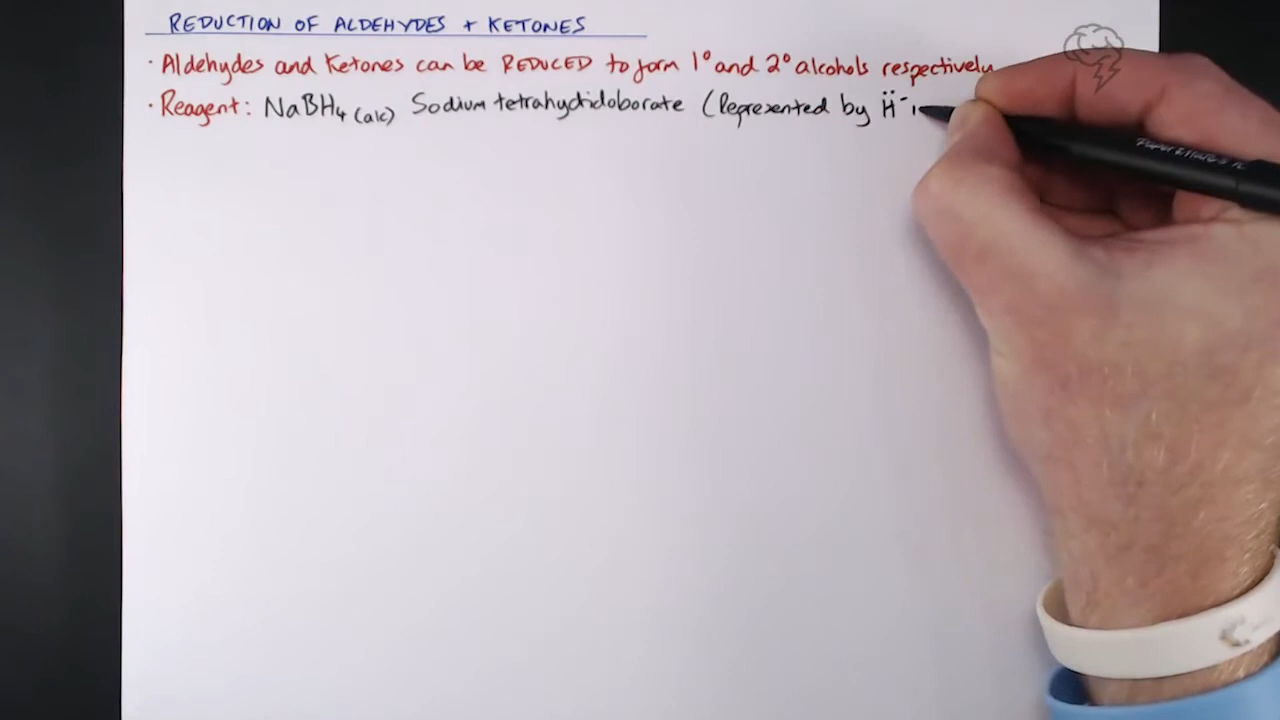 REDUCTION OF ALDEHYDES + KETONES
· Aldehydes and Ketones can be REDUCED to form 1° and 2° alcohols respectively
· Reagent: NaBH₄ (alc) Sodium tetrahydridoborate (Represented by :H⁻ i